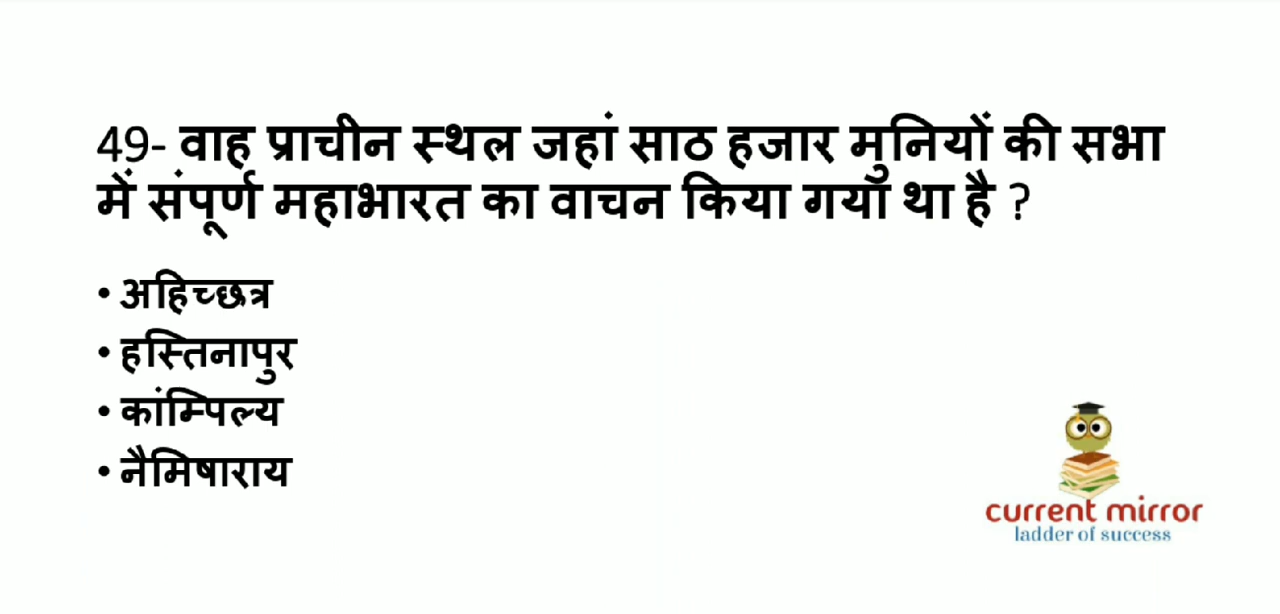 49- वाह प्राचीन स्थल जहां साठ हजार मुनियों की सभा
में संपूर्ण महाभारत का वाचन किया गया था है ?
• अहिच्छत्र
• हस्तिनापुर
• कांम्पिल्य
• नैमिषाराय
current mirror
ladder of success